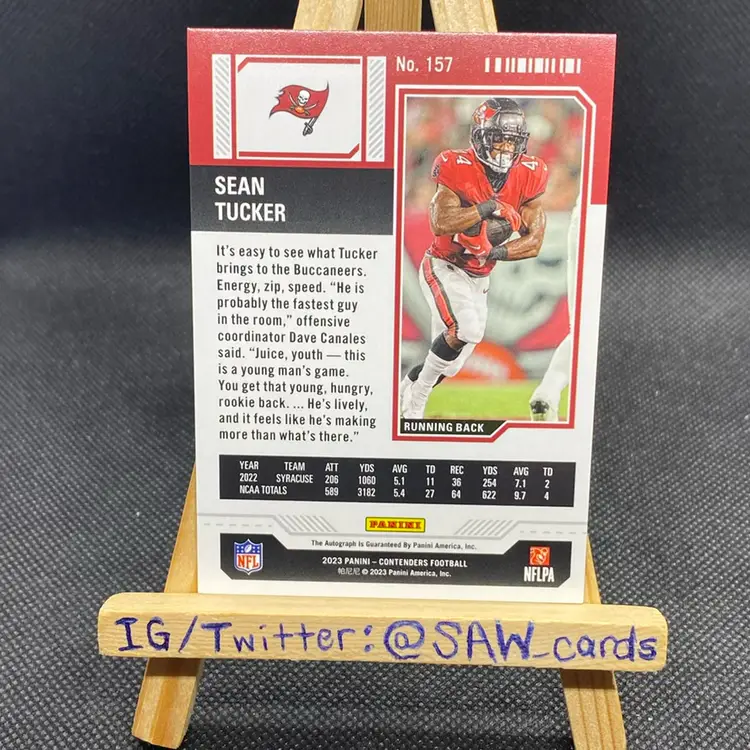 No. 157
SEAN
TUCKER
It's easy to see what Tucker
brings to the Buccaneers.
Energy, zip, speed. "He is
probably the fastest guy
in the room," offensive
coordinator Dave Canales
said. "Juice, youth — this
is a young man's game.
You get that young, hungry,
rookie back. ... He's lively,
and it feels like he's making
more than what's there."
44
RUNNING BACK
YEAR TEAM ATT YDS AVG TD REC YDS AVG TD
2022 SYRACUSE 206 1060 5.1 11 36 254 7.1 2
NCAA TOTALS 589 3182 5.4 27 64 622 9.7 4
PANINI
The Autograph Is Guaranteed By Panini America, Inc.
NFL
2023 PANINI – CONTENDERS FOOTBALL
帕尼尼 © 2023 Panini America, Inc.
NFLPA
IG/Twitter: @SAW_cards